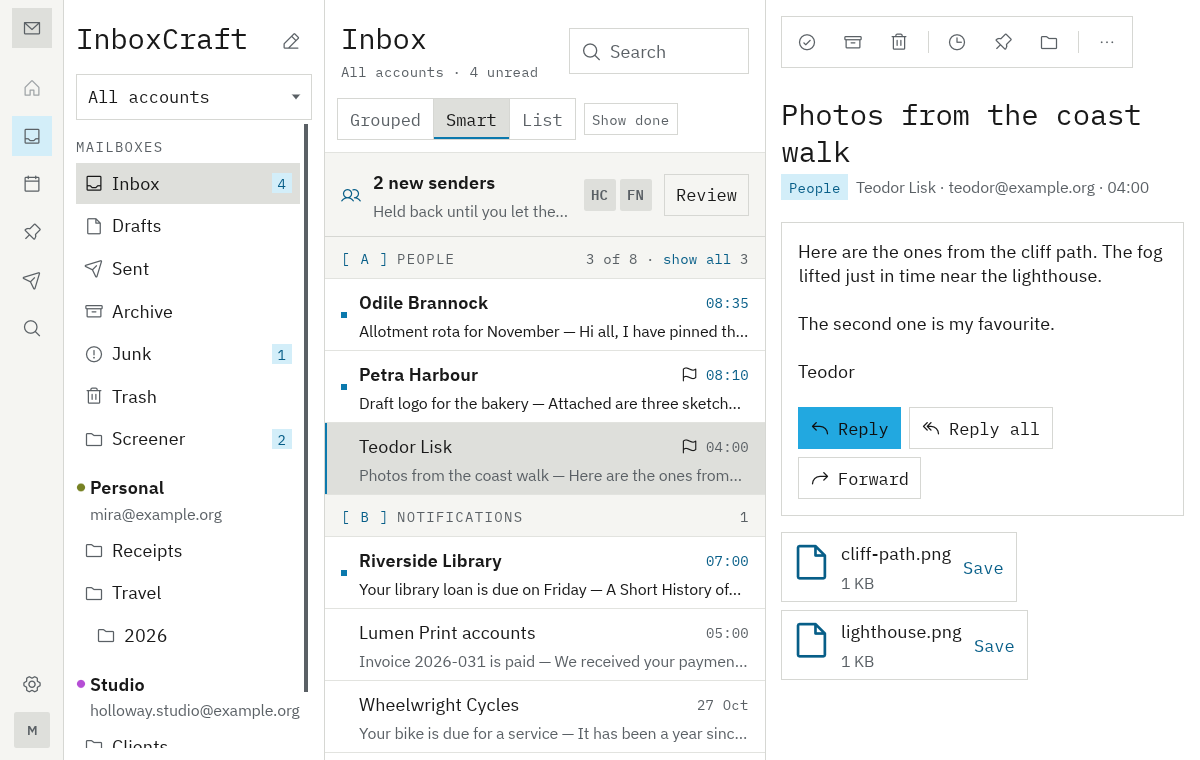 InboxCraft
All accounts
MAILBOXES
Inbox 4
Drafts
Sent
Archive
Junk 1
Trash
Screener 2
Personal
mira@example.org
Receipts
Travel
2026
Studio
holloway.studio@example.org
Clients
M
Inbox
All accounts · 4 unread
Search
Grouped Smart List Show done
2 new senders
Held back until you let the...
HC FN Review
[ A ] PEOPLE 3 of 8 · show all 3
Odile Brannock 08:35
Allotment rota for November — Hi all, I have pinned th...
Petra Harbour 08:10
Draft logo for the bakery — Attached are three sketch...
Teodor Lisk 04:00
Photos from the coast walk — Here are the ones from...
[ B ] NOTIFICATIONS 1
Riverside Library 07:00
Your library loan is due on Friday — A Short History of...
Lumen Print accounts 05:00
Invoice 2026-031 is paid — We received your paymen...
Wheelwright Cycles 27 Oct
Your bike is due for a service — It has been a year sinc...
Photos from the coast
walk
People Teodor Lisk · teodor@example.org · 04:00
Here are the ones from the cliff path. The fog
lifted just in time near the lighthouse.
The second one is my favourite.
Teodor
Reply Reply all
Forward
cliff-path.png
1 KB
Save
lighthouse.png
1 KB
Save